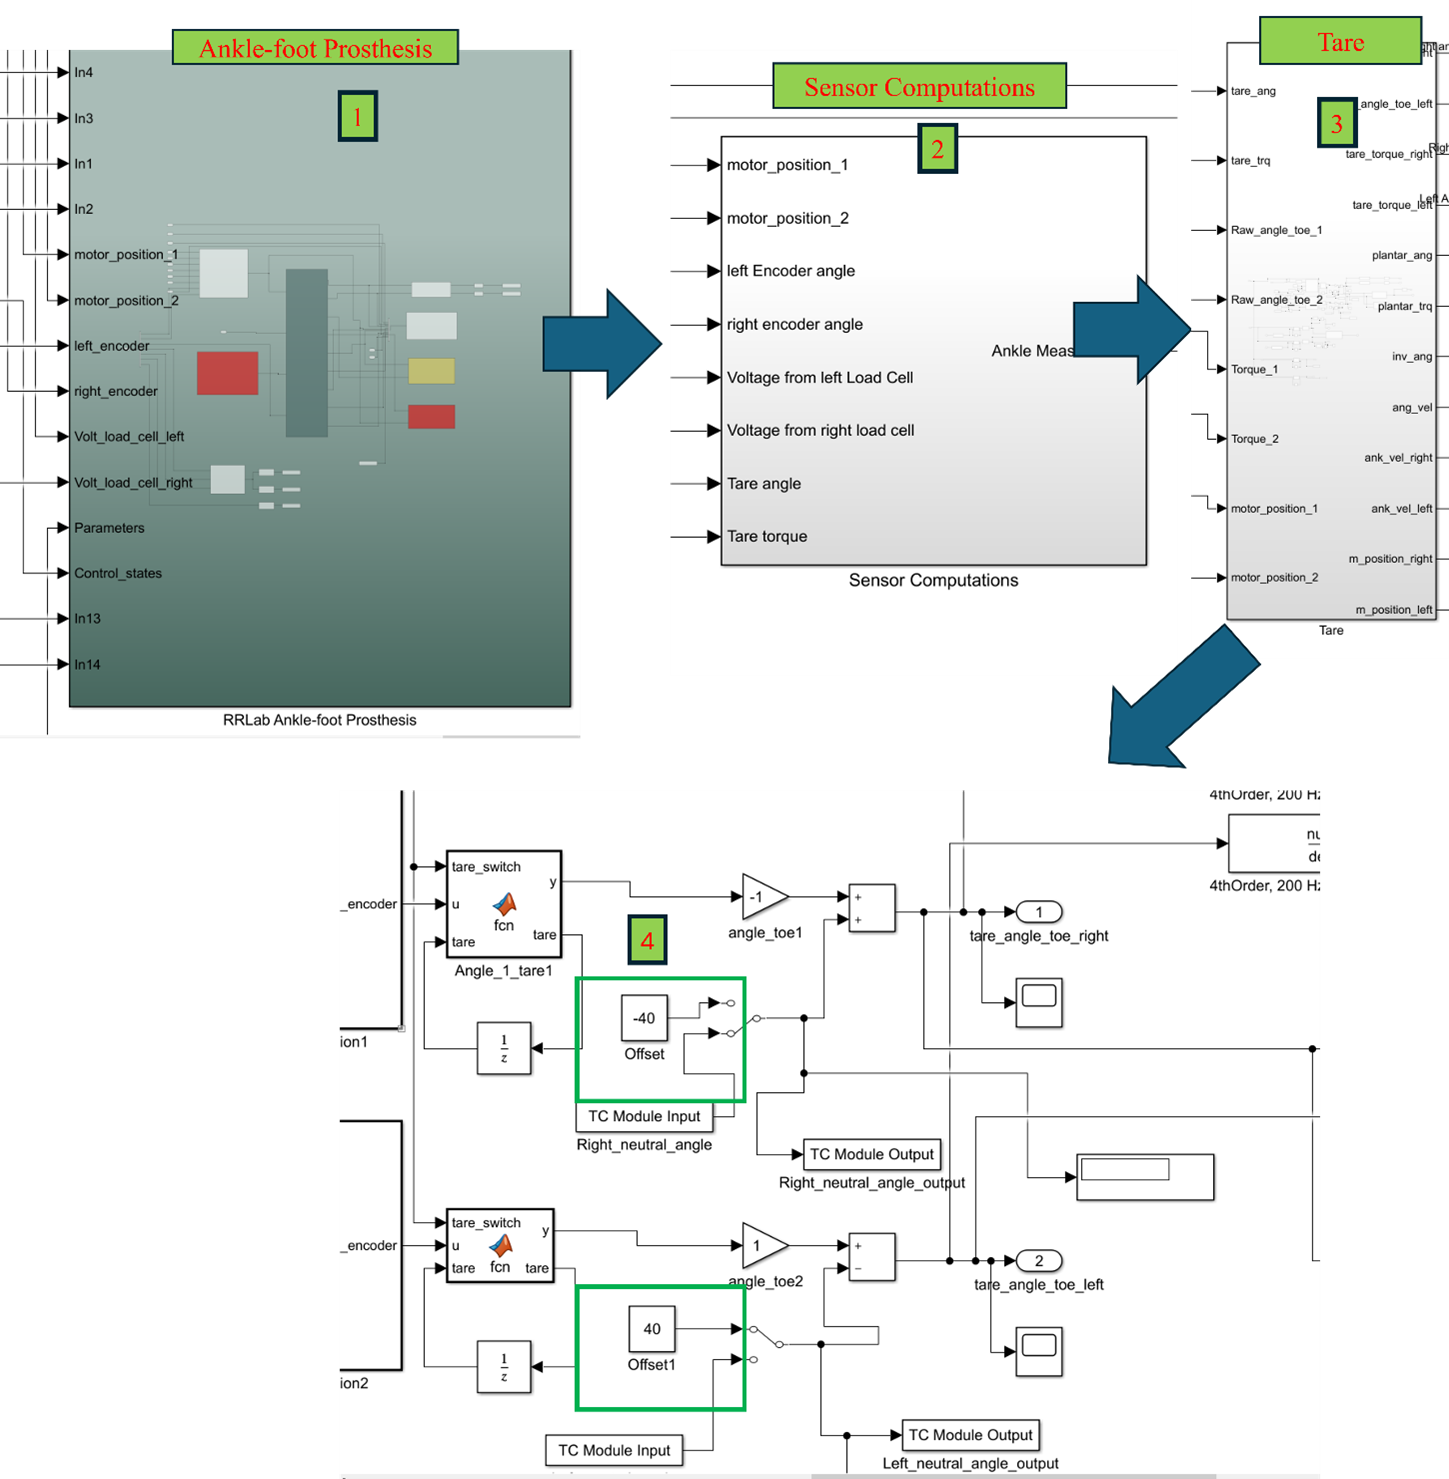 Ankle-foot Prosthesis
1
In4
In3
In1
In2
motor_position_1
motor_position_2
left_encoder
right_encoder
Volt_load_cell_left
Volt_load_cell_right
Parameters
Control_states
In13
In14
RRLab Ankle-foot Prosthesis
Sensor Computations
2
motor_position_1
motor_position_2
left Encoder angle
right encoder angle
Voltage from left Load Cell
Voltage from right load cell
Tare angle
Tare torque
Ankle Meas
Sensor Computations
Tare
3
tare_ang
tare_trq
Raw_angle_toe_1
Raw_angle_toe_2
Torque_1
Torque_2
motor_position_1
motor_position_2
_angle_toe_left
tare_torque_right
Righ
Left A
tare_torque_left
plantar_ang
plantar_trq
inv_ang
ang_vel
ank_vel_right
ank_vel_left
m_position_right
m_position_left
Tare
4thOrder, 200 Hz
nu
de
4thOrder, 200 Hz
_encoder
tare_switch
u
tare
y
tare
fcn
Angle_1_tare1
-1
angle_toe1
+
+
1
tare_angle_toe_right
4
-40
Offset
1
z
ion1
TC Module Input
Right_neutral_angle
TC Module Output
Right_neutral_angle_output
_encoder
tare_switch
u
tare
y
tare
fcn
1
angle_toe2
+
−
2
tare_angle_toe_left
40
Offset1
1
z
ion2
TC Module Input
TC Module Output
Left_neutral_angle_output